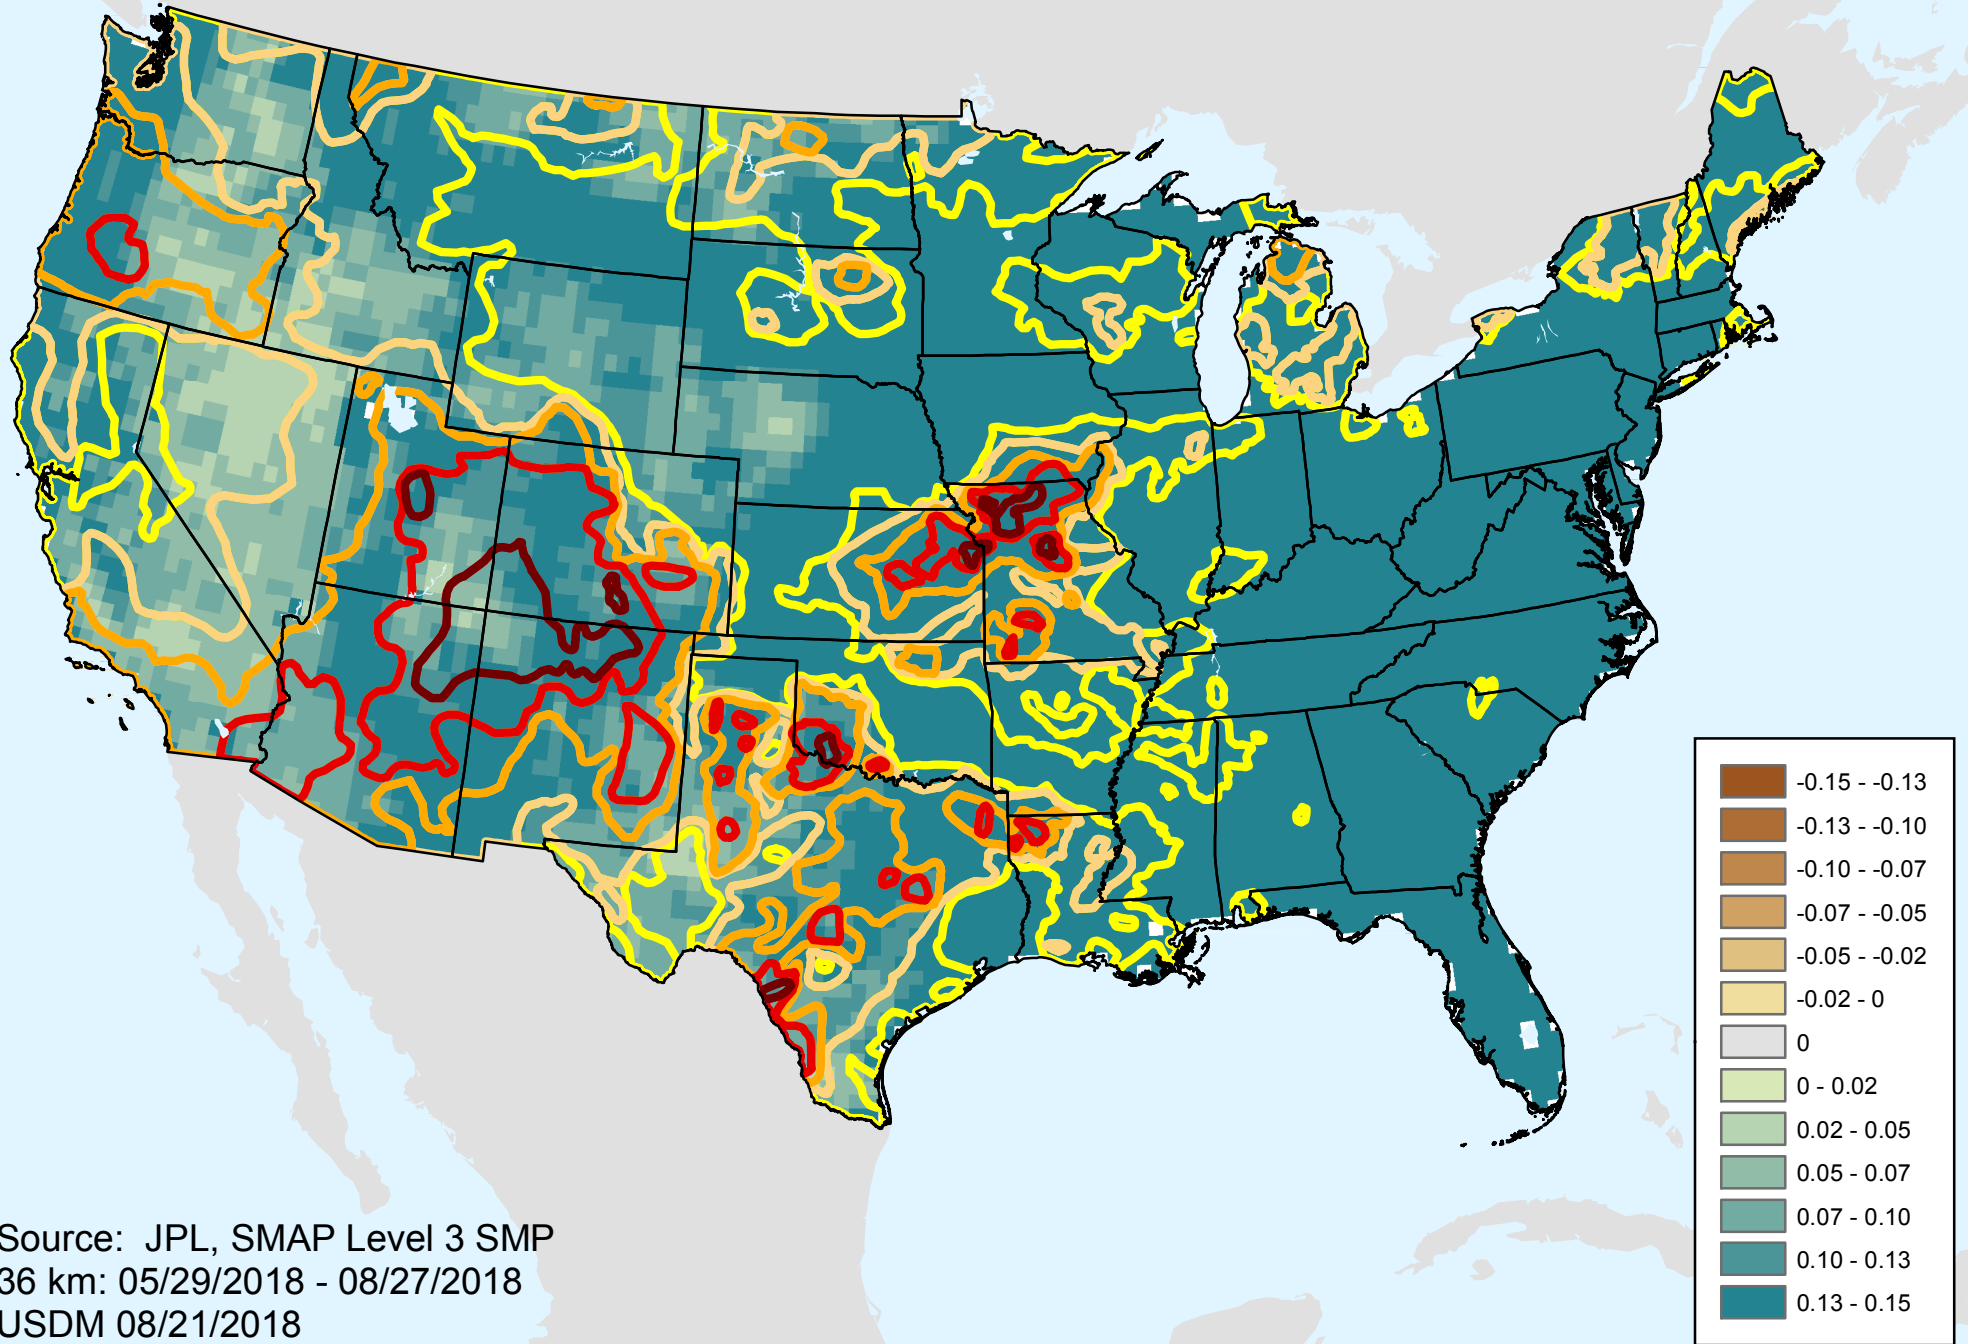 -0.15 - -0.13
-0.13 - -0.10
-0.10 - -0.07
-0.07 - -0.05
-0.05 - -0.02
-0.02 - 0
0
0 - 0.02
0.02 - 0.05
0.05 - 0.07
0.07 - 0.10
0.10 - 0.13
0.13 - 0.15
Source: JPL, SMAP Level 3 SMP
36 km: 05/29/2018 - 08/27/2018
USDM 08/21/2018